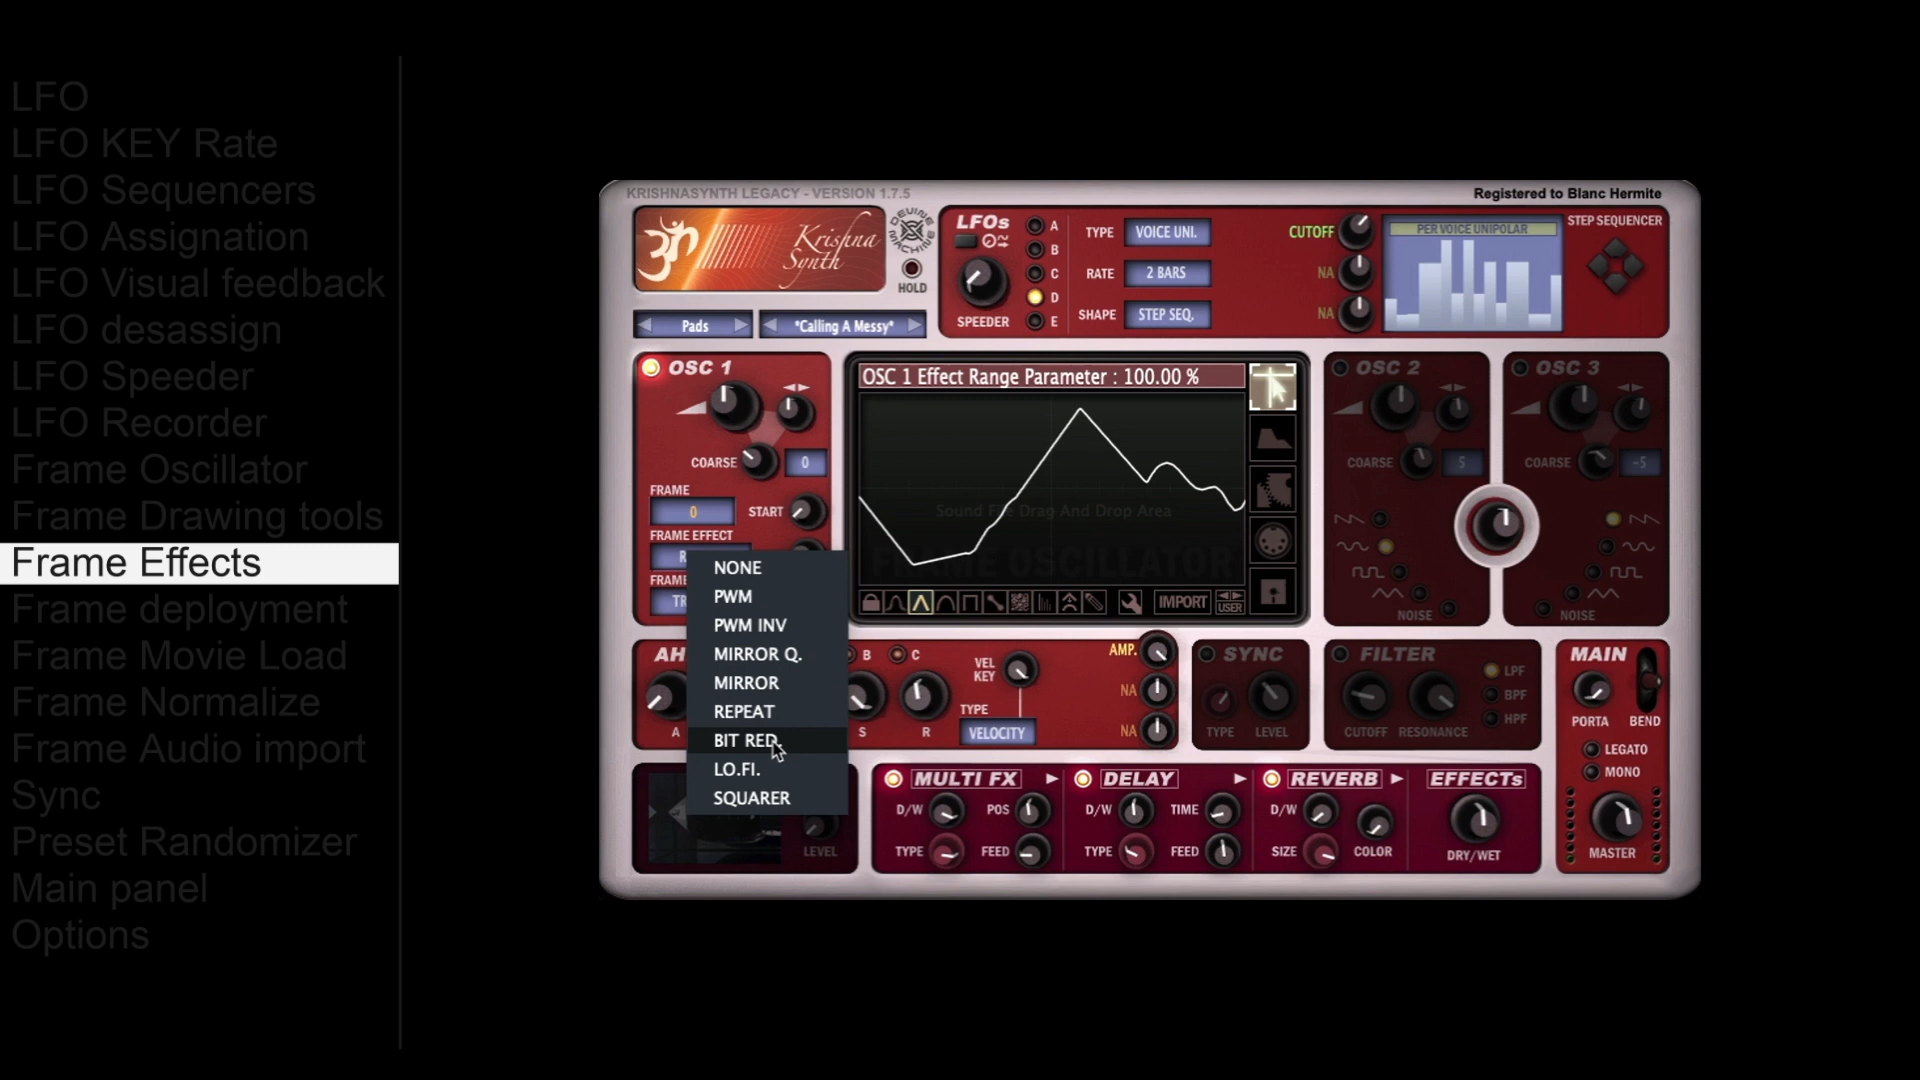 LFO
LFO KEY Rate
LFO Sequencers
LFO Assignation
LFO Visual feedback
LFO desassign
LFO Speeder
LFO Recorder
Frame Oscillator
Frame Drawing tools
Frame Effects
Frame deployment
Frame Movie Load
Frame Normalize
Frame Audio import
Sync
Preset Randomizer
Main panel
Options
KRISHNASYNTH LEGACY - VERSION 1.7.5
Registered to Blanc Hermite
Krishna
Synth
DEVINE MACHINE
HOLD
Pads
*Calling A Messy*
LFOs
SPEEDER
A
B
C
D
E
TYPE
VOICE UNI.
RATE
2 BARS
SHAPE
STEP SEQ.
CUTOFF
NA
NA
PER VOICE UNIPOLAR
STEP SEQUENCER
OSC 1
COARSE
0
FRAME
0
START
FRAME EFFECT
FRAME
TR
NONE
PWM
PWM INV
MIRROR Q.
MIRROR
REPEAT
BIT RED.
LO.FI.
SQUARER
OSC 1 Effect Range Parameter : 100.00 %
Sound File Drag And Drop Area
FRAME OSCILLATOR
IMPORT
USER
OSC 2
COARSE
5
NOISE
OSC 3
COARSE
-5
NOISE
AH
B
C
A
S
R
VEL
KEY
TYPE
VELOCITY
AMP.
NA
NA
SYNC
TYPE
LEVEL
FILTER
LPF
BPF
HPF
CUTOFF
RESONANCE
MAIN
PORTA
BEND
LEGATO
MONO
MASTER
LEVEL
MULTI FX
D/W
POS
TYPE
FEED
DELAY
D/W
TIME
TYPE
FEED
REVERB
D/W
SIZE
COLOR
EFFECTs
DRY/WET